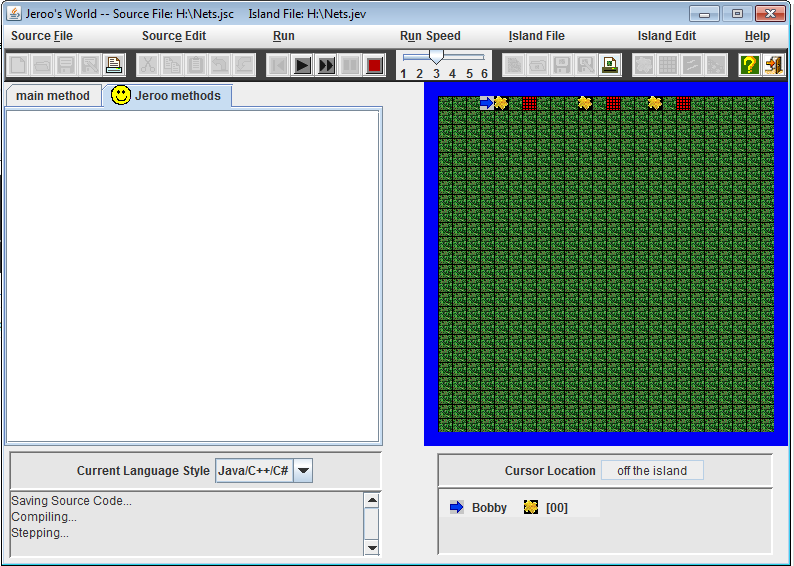 Jeroo's World -- Source File: H:\Nets.jsc Island File: H:\Nets.jev
Source File Source Edit Run Run Speed Island File Island Edit Help
1 2 3 4 5 6
main method Jeroo methods
Current Language Style Java/C++/C#
Cursor Location off the island
Saving Source Code...
Compiling...
Stepping...
Bobby [00]